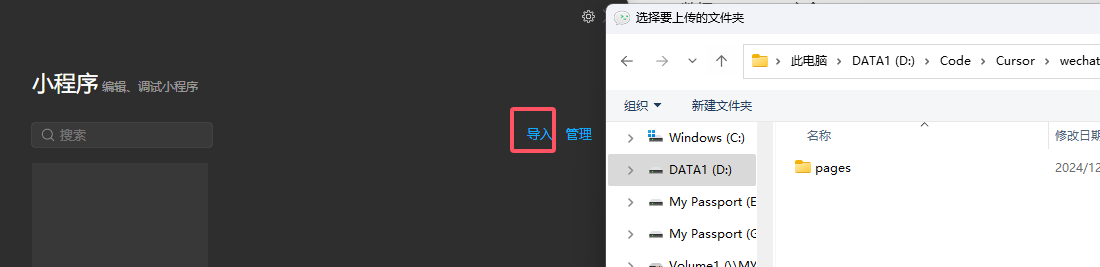 小程序 编辑、调试小程序
搜索
导入 管理
选择要上传的文件夹
此电脑 > DATA1 (D:) > Code > Cursor > wechat
组织 新建文件夹
Windows (C:)
DATA1 (D:)
My Passport (E
My Passport (G
Volume1 (\\MY
名称 修改日期
pages 2024/12